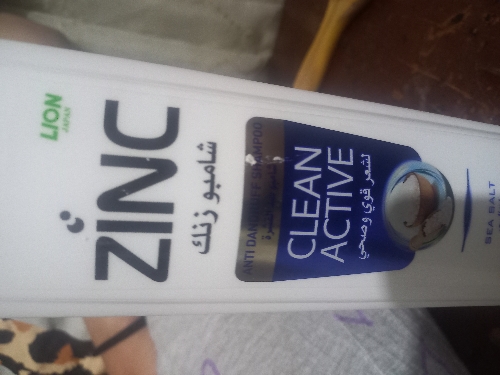 LION
JAPAN
ZINC
شامبو زنك
ANTI DANDRUFF SHAMPOO
CLEAN
ACTIVE
لشعر قوي وصحي
SEA SALT